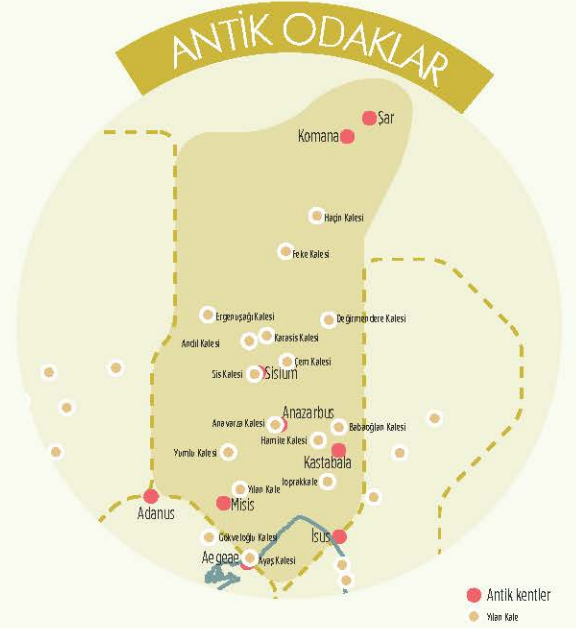 ANTİK ODAKLAR
Şar
Komana
Haçin Kalesi
Feke Kalesi
Ergenuşağı Kalesi
Değirmendere Kalesi
Karasis Kalesi
Andıl Kalesi
Çem Kalesi
Sis Kalesi
Sisium
Anazarbus
Anavarza Kalesi
Babaoğlan Kalesi
Hamite Kalesi
Yumlu Kalesi
Kastabala
Toprakkale
Yılan Kale
Misis
Adanus
Gökveloğlu Kalesi
Isus
Aegeae
Ayaş Kalesi
Antik kentler
Yılan Kale